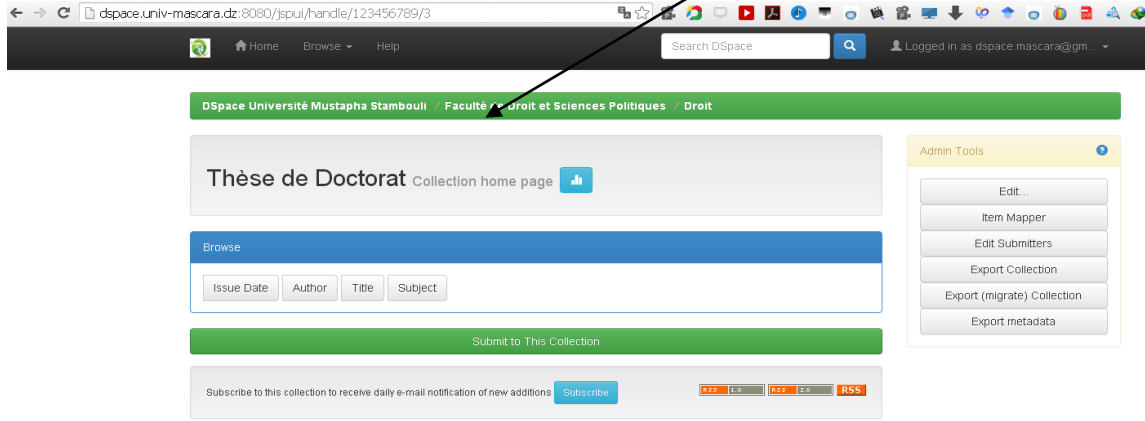 dspace.univ-mascara.dz:8080/jspui/handle/123456789/3
Home Browse Help Search DSpace Logged in as dspace.mascara@gm...
DSpace Université Mustapha Stambouli / Faculté de Droit et Sciences Politiques / Droit
Thèse de Doctorat Collection home page
Admin Tools
Edit...
Item Mapper
Edit Submitters
Export Collection
Export (migrate) Collection
Export metadata
Browse
Issue Date Author Title Subject
Submit to This Collection
Subscribe to this collection to receive daily e-mail notification of new additions Subscribe RSS 1.0 RSS 2.0 RSS